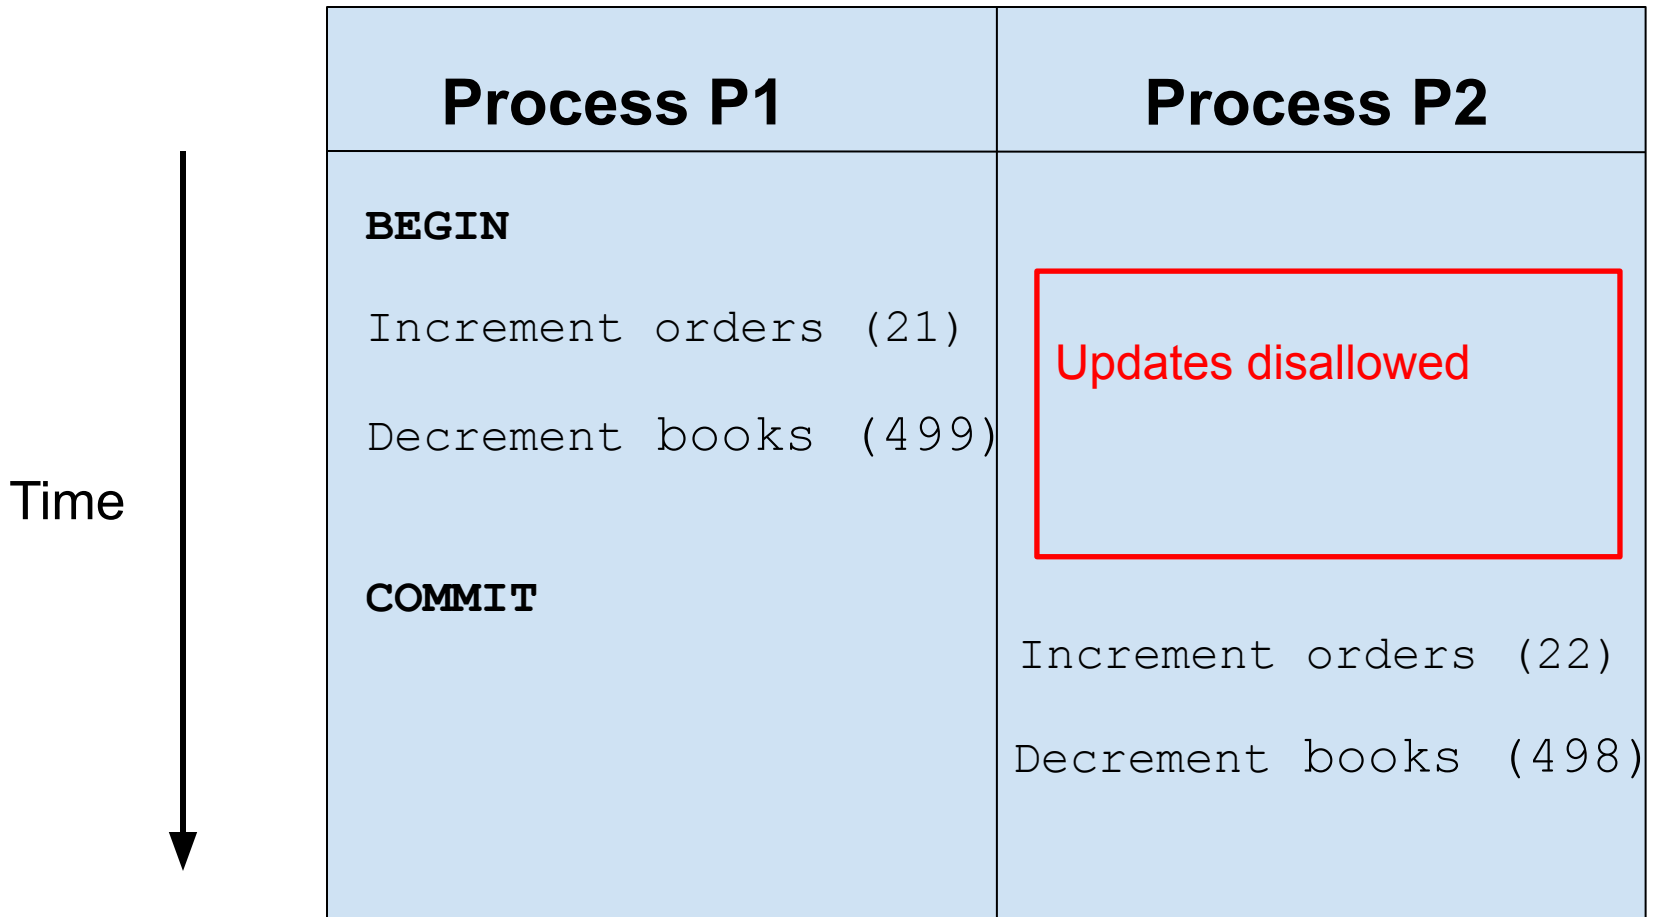 Process P1
Process P2
BEGIN
Increment orders (21)
Updates disallowed
Decrement books (499)
Time
COMMIT
Increment orders (22)
Decrement books (498)